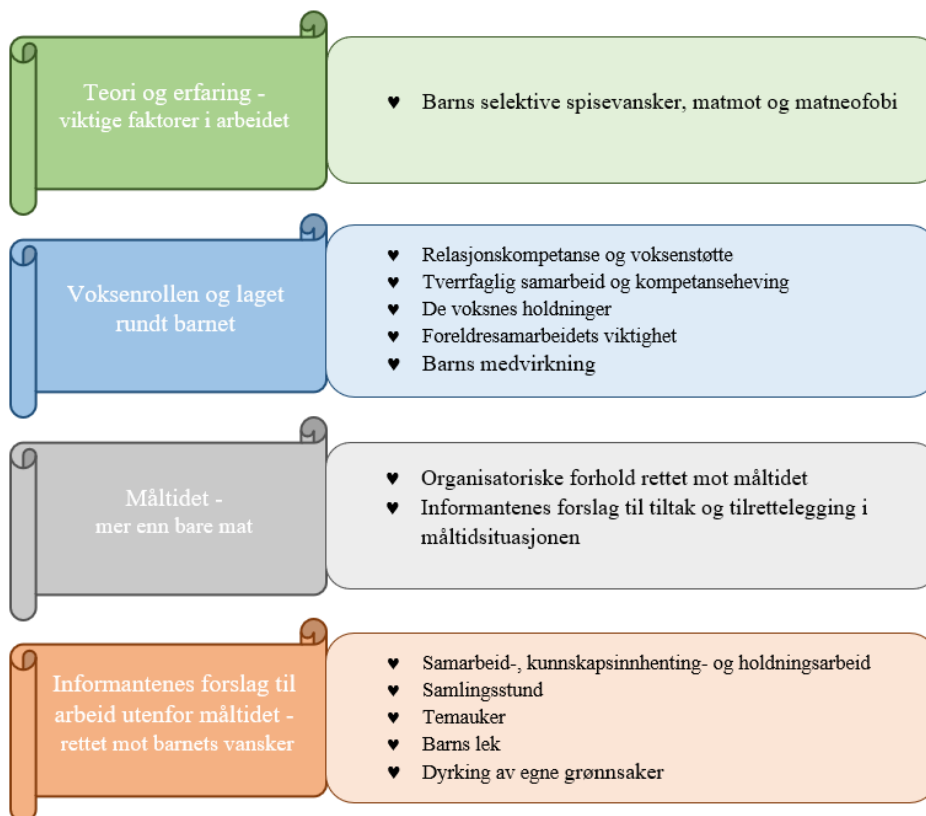 Teori og erfaring -
viktige faktorer i arbeidet
♥ Barns selektive spisevansker, matmot og matneofobi
Voksenrollen og laget
rundt barnet
♥ Relasjonskompetanse og voksenstøtte
♥ Tverrfaglig samarbeid og kompetanseheving
♥ De voksnes holdninger
♥ Foreldresamarbeidets viktighet
♥ Barns medvirkning
Måltidet -
mer enn bare mat
♥ Organisatoriske forhold rettet mot måltidet
♥ Informantenes forslag til tiltak og tilrettelegging i
måltidsituasjonen
Informantenes forslag til
arbeid utenfor måltidet -
rettet mot barnets vansker
♥ Samarbeid-, kunnskapsinnhenting- og holdningsarbeid
♥ Samlingsstund
♥ Temauker
♥ Barns lek
♥ Dyrking av egne grønnsaker